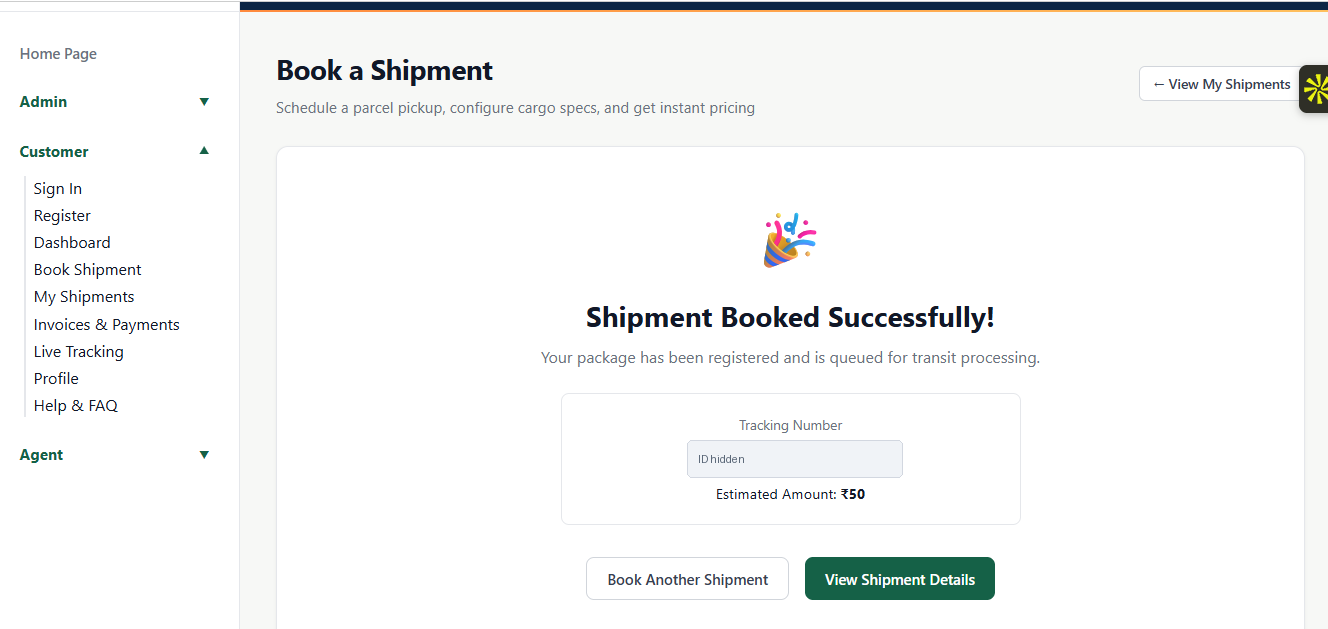 Home Page
Admin ▼
Customer ▲
Sign In
Register
Dashboard
Book Shipment
My Shipments
Invoices & Payments
Live Tracking
Profile
Help & FAQ
Agent ▼
Book a Shipment
Schedule a parcel pickup, configure cargo specs, and get instant pricing
← View My Shipments
Shipment Booked Successfully!
Your package has been registered and is queued for transit processing.
Tracking Number
ID hidden
Estimated Amount: ₹50
Book Another Shipment
View Shipment Details